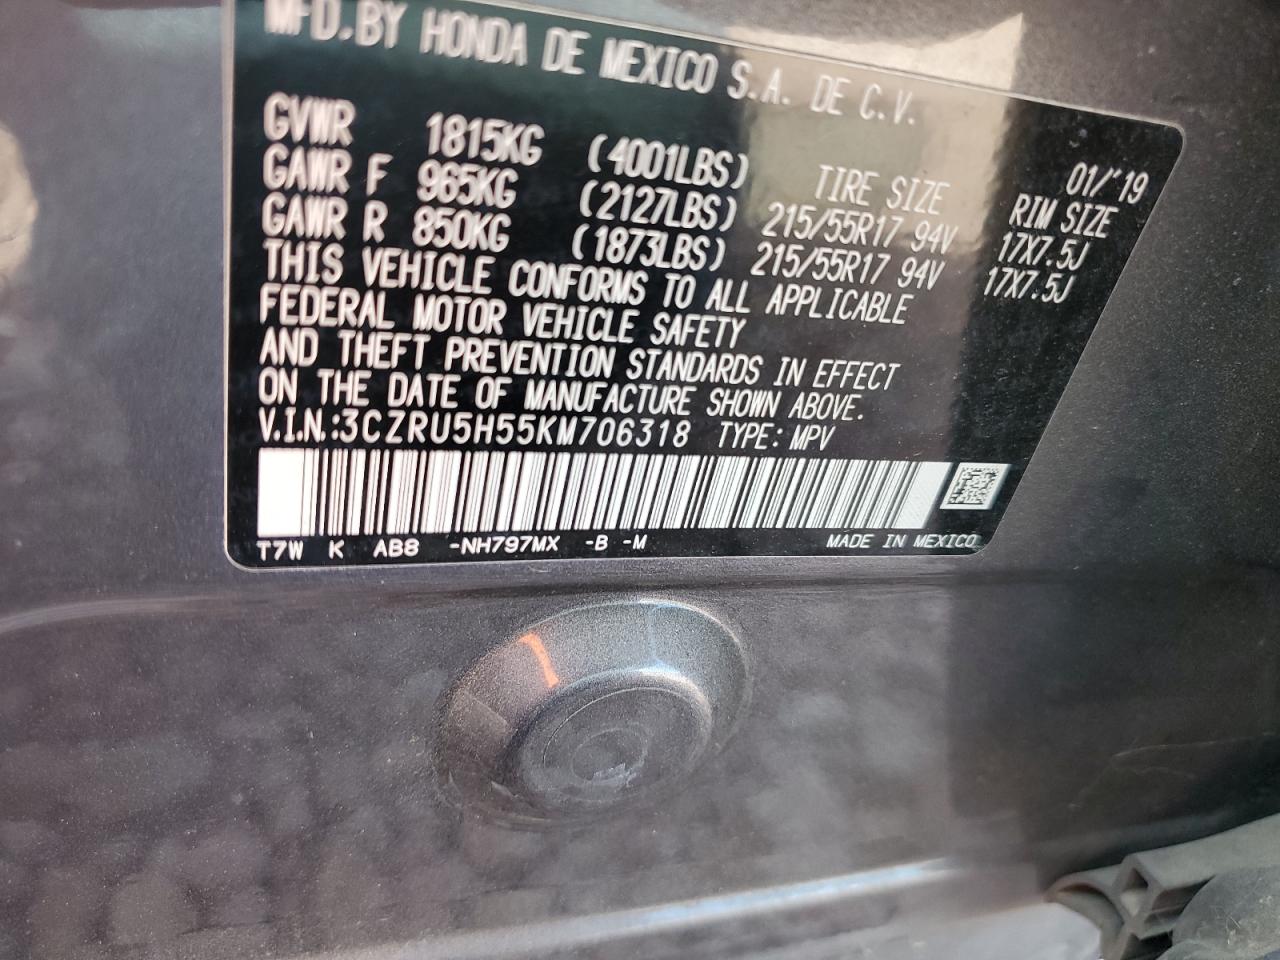 MFD.BY HONDA DE MEXICO S.A. DE C.V.
01/'19
GVWR 1815KG (4001LBS) TIRE SIZE RIM SIZE
GAWR F 965KG (2127LBS) 215/55R17 94V 17X7.5J
GAWR R 850KG (1873LBS) 215/55R17 94V 17X7.5J
THIS VEHICLE CONFORMS TO ALL APPLICABLE
FEDERAL MOTOR VEHICLE SAFETY
AND THEFT PREVENTION STANDARDS IN EFFECT
ON THE DATE OF MANUFACTURE SHOWN ABOVE.
V.I.N.:3CZRU5H55KM706318 TYPE: MPV
T7W K AB8 -NH797MX -B -M MADE IN MEXICO